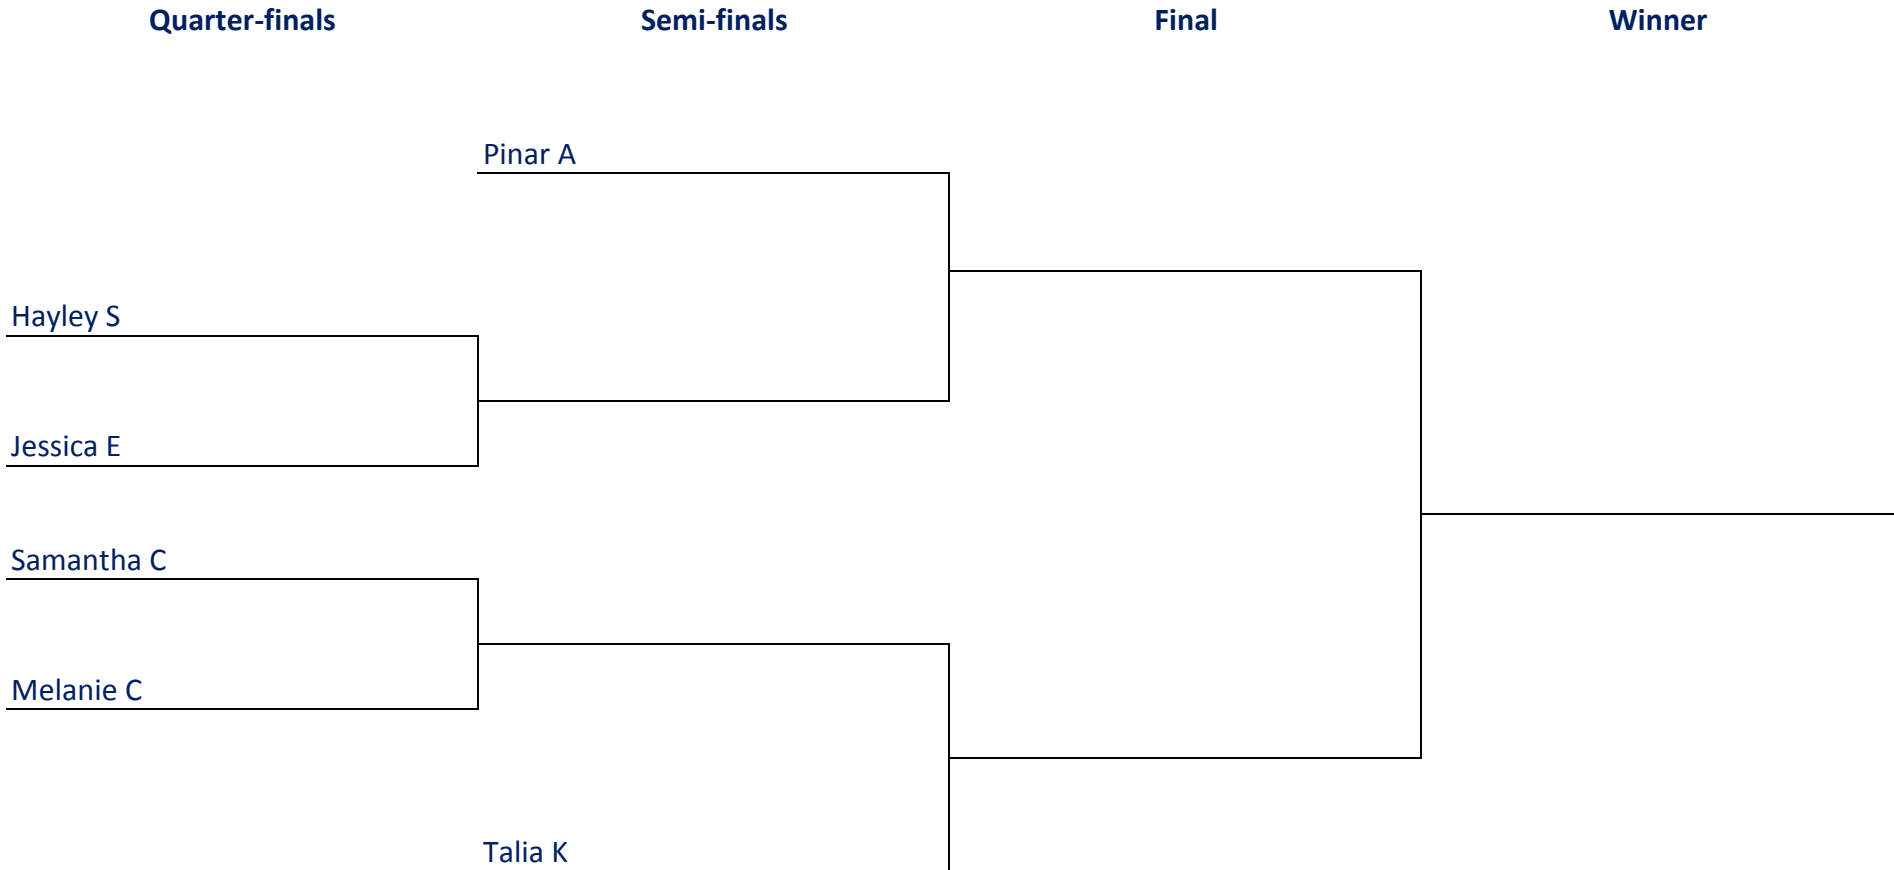 Quarter-finals Semi-finals Final Winner
Pinar A
Hayley S
Jessica E
Samantha C
Melanie C
Talia K